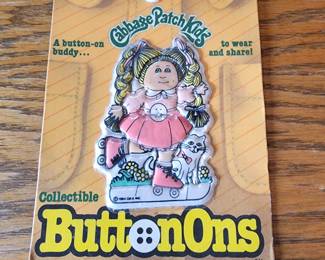 Cabbage Patch Kids
A button-on
buddy...
to wear
and share!
Collectible
ButtonOns